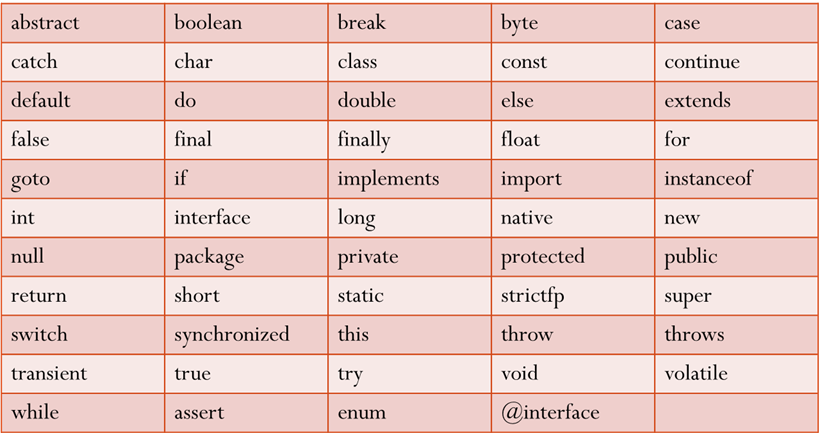 abstract boolean break byte case
catch char class const continue
default do double else extends
false final finally float for
goto if implements import instanceof
int interface long native new
null package private protected public
return short static strictfp super
switch synchronized this throw throws
transient true try void volatile
while assert enum @interface